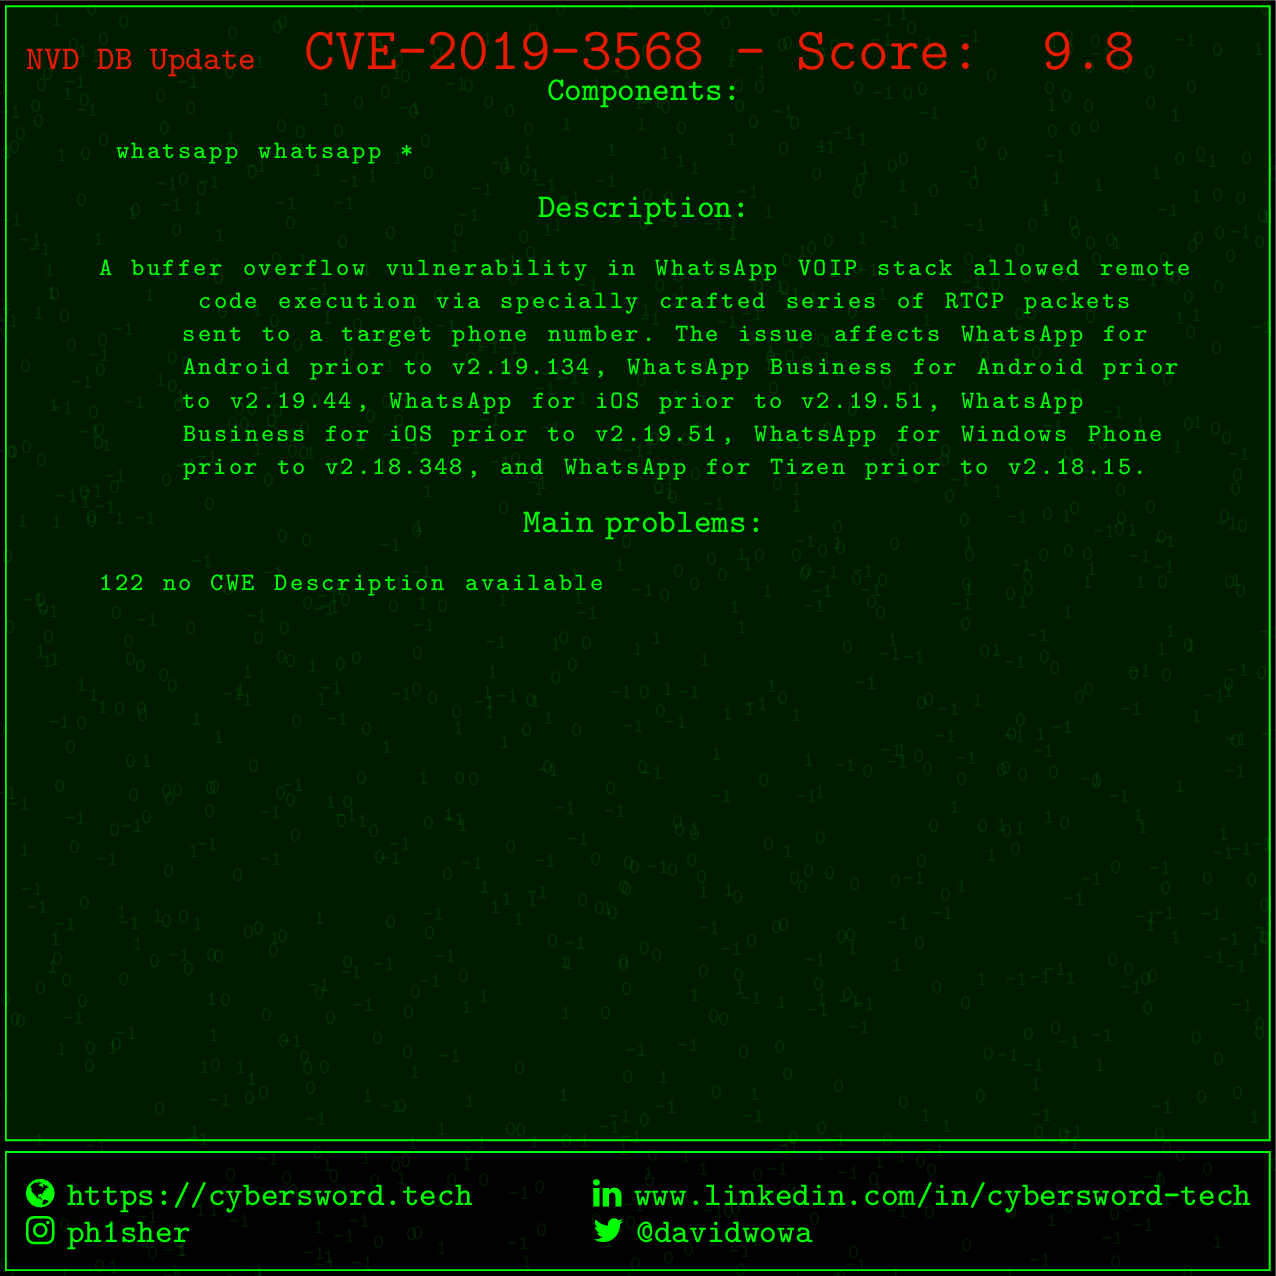 NVD DB Update CVE-2019-3568 - Score: 9.8
Components:
whatsapp whatsapp *
Description:
A buffer overflow vulnerability in WhatsApp VOIP stack allowed remote
code execution via specially crafted series of RTCP packets
sent to a target phone number. The issue affects WhatsApp for
Android prior to v2.19.134, WhatsApp Business for Android prior
to v2.19.44, WhatsApp for iOS prior to v2.19.51, WhatsApp
Business for iOS prior to v2.19.51, WhatsApp for Windows Phone
prior to v2.18.348, and WhatsApp for Tizen prior to v2.18.15.
Main problems:
122 no CWE Description available
https://cybersword.tech
www.linkedin.com/in/cybersword-tech
ph1sher
@davidwowa